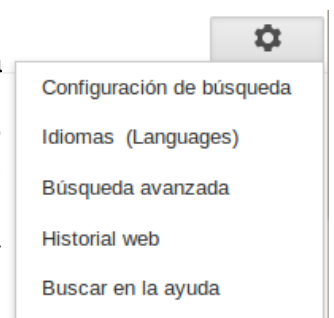 Configuración de búsqueda
Idiomas (Languages)
Búsqueda avanzada
Historial web
Buscar en la ayuda